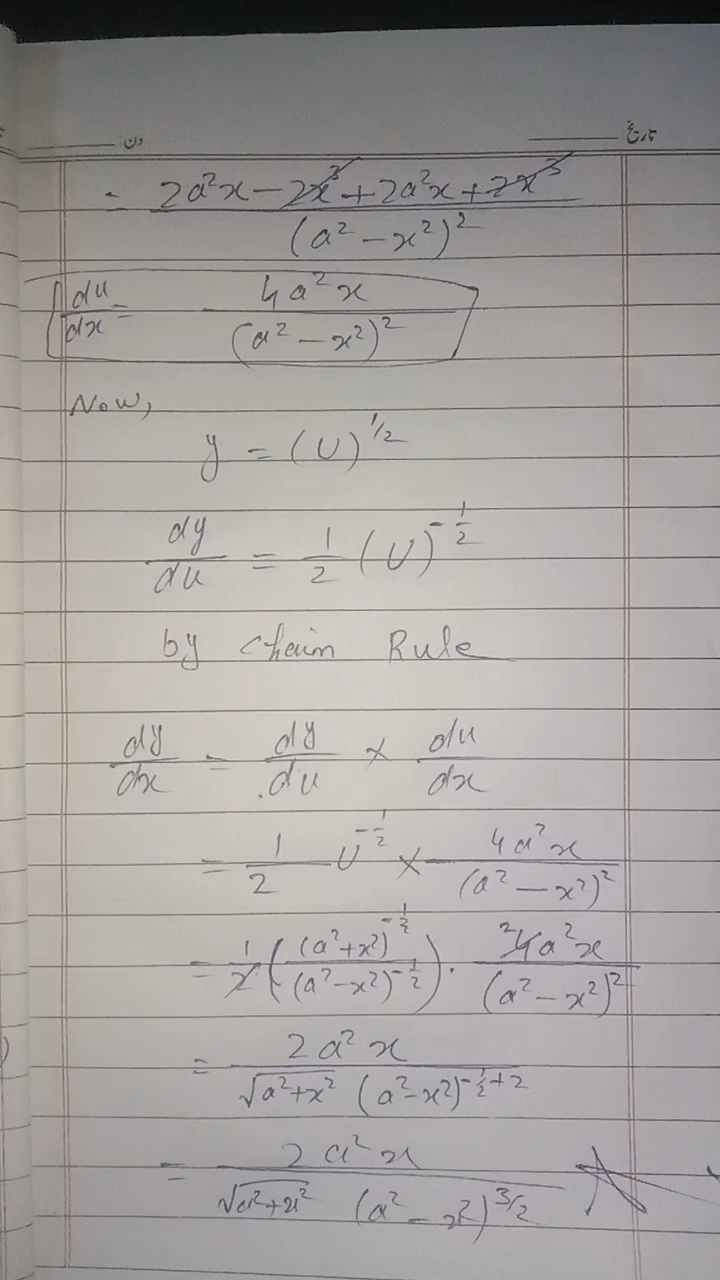 دن: تاریخ
= (2a²x - 2x³ + 2a²x + 2x³) / (a² - x²)²
du/dx = 4a²x / (a² - x²)²
Now,
y = (U)^1/2
dy/du = 1/2 (U)^-1/2
by Chain Rule
dy/dx = dy/du × du/dx
= 1/2 U^-1/2 × 4a²x / (a² - x²)²
= 1/2 ((a²+x²)^-1/2 / (a²-x²)^-1/2) · 2 4a²x / (a² - x²)²
= 2a²x / √a²+x² (a²-x²)^-1/2+2
= 2a²x / √a²+x² (a² - x²)^3/2